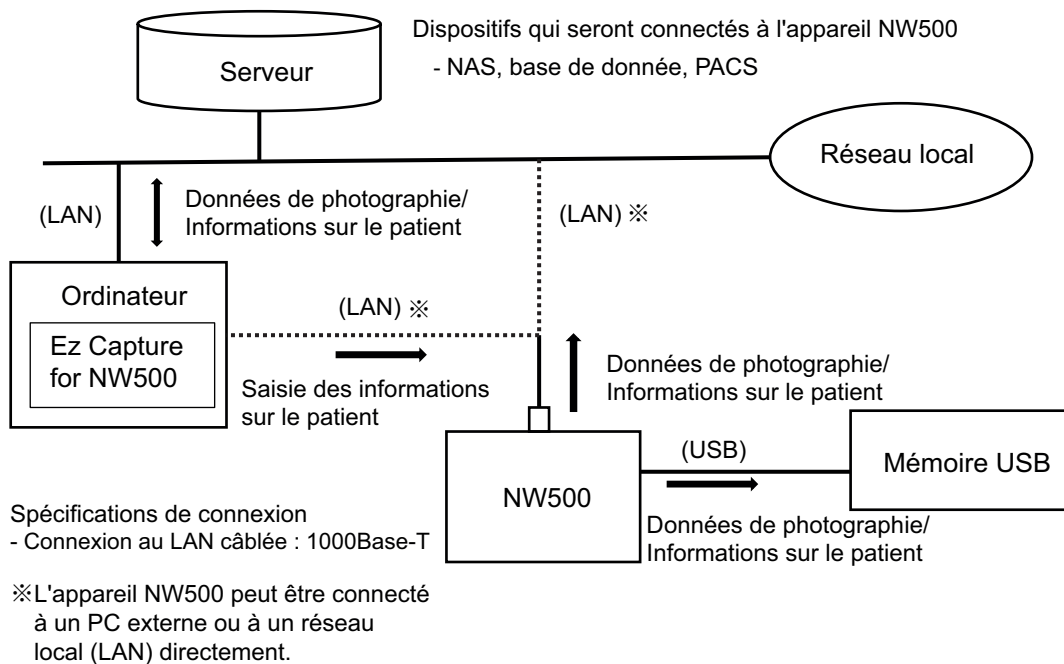 Dispositifs qui seront connectés à l'appareil NW500
- NAS, base de donnée, PACS
Serveur
Réseau local
(LAN)
Données de photographie/
Informations sur le patient
(LAN) ※
Ordinateur
Ez Capture
for NW500
(LAN) ※
Saisie des informations
sur le patient
Données de photographie/
Informations sur le patient
NW500
(USB)
Mémoire USB
Données de photographie/
Informations sur le patient
Spécifications de connexion
- Connexion au LAN câblée : 1000Base-T
※L'appareil NW500 peut être connecté
à un PC externe ou à un réseau
local (LAN) directement.